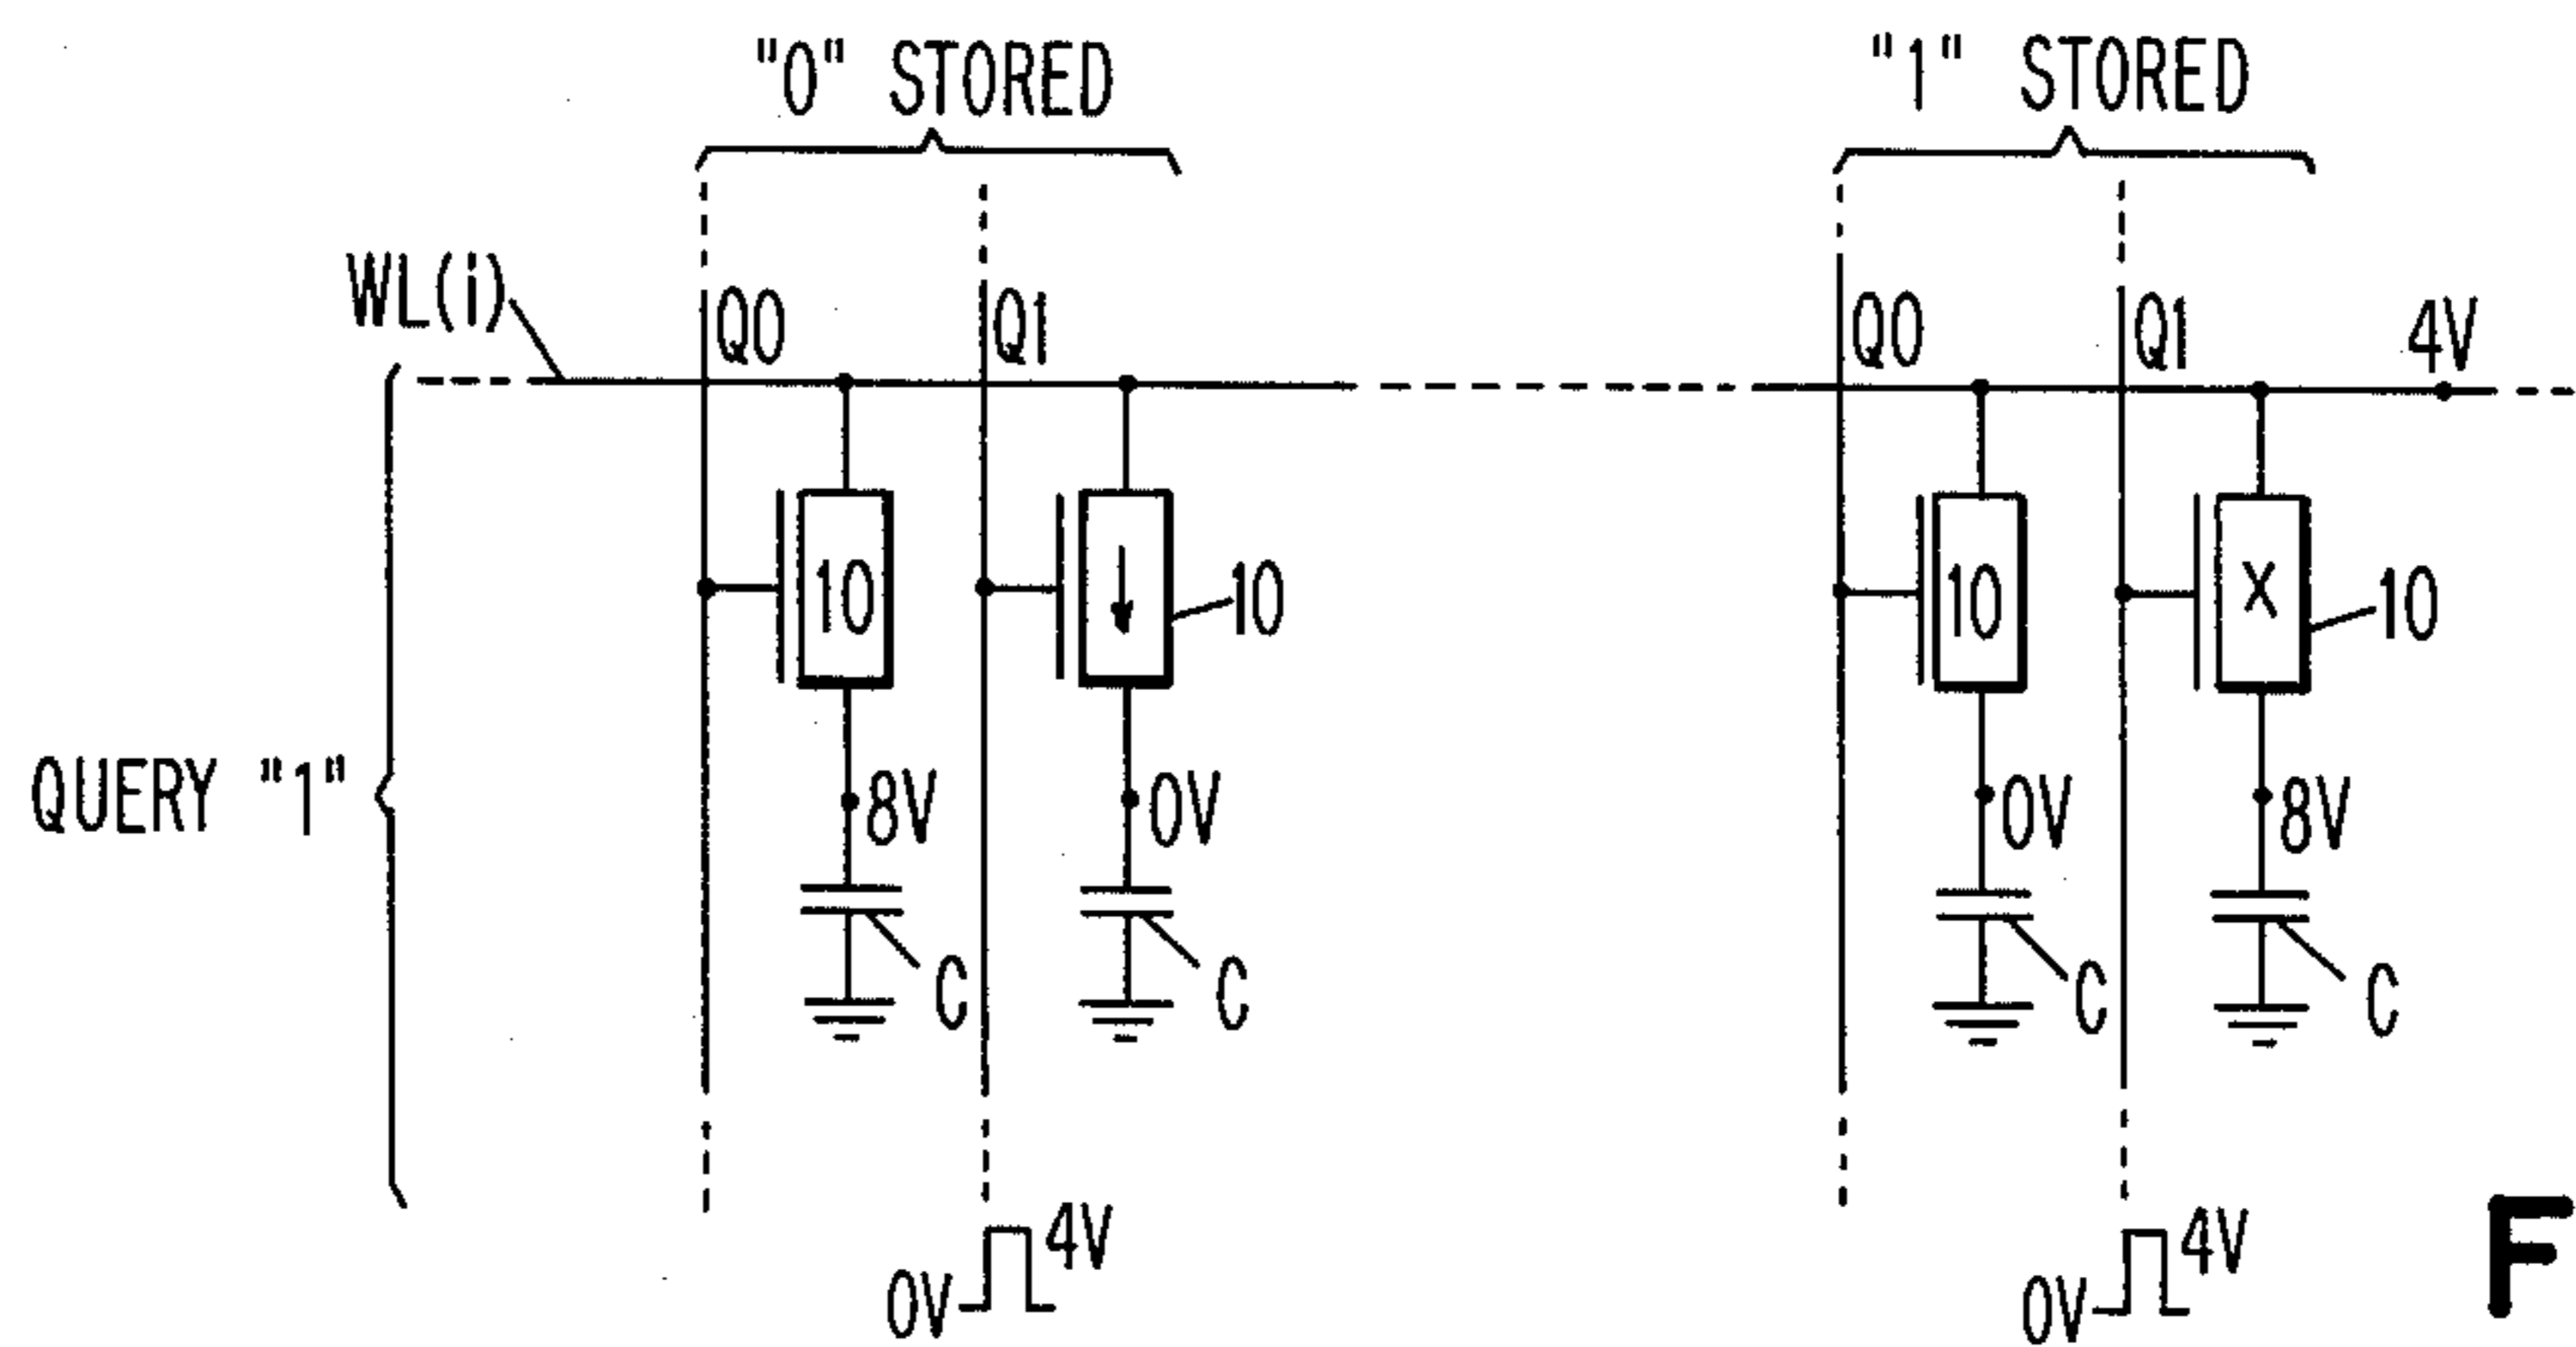 "0" STORED
"1" STORED
WL(i)
Q0
Q1
Q0
Q1
4V
10
10
10
X
10
QUERY "1"
8V
0V
0V
8V
C
C
C
C
0V
4V
0V
4V
F